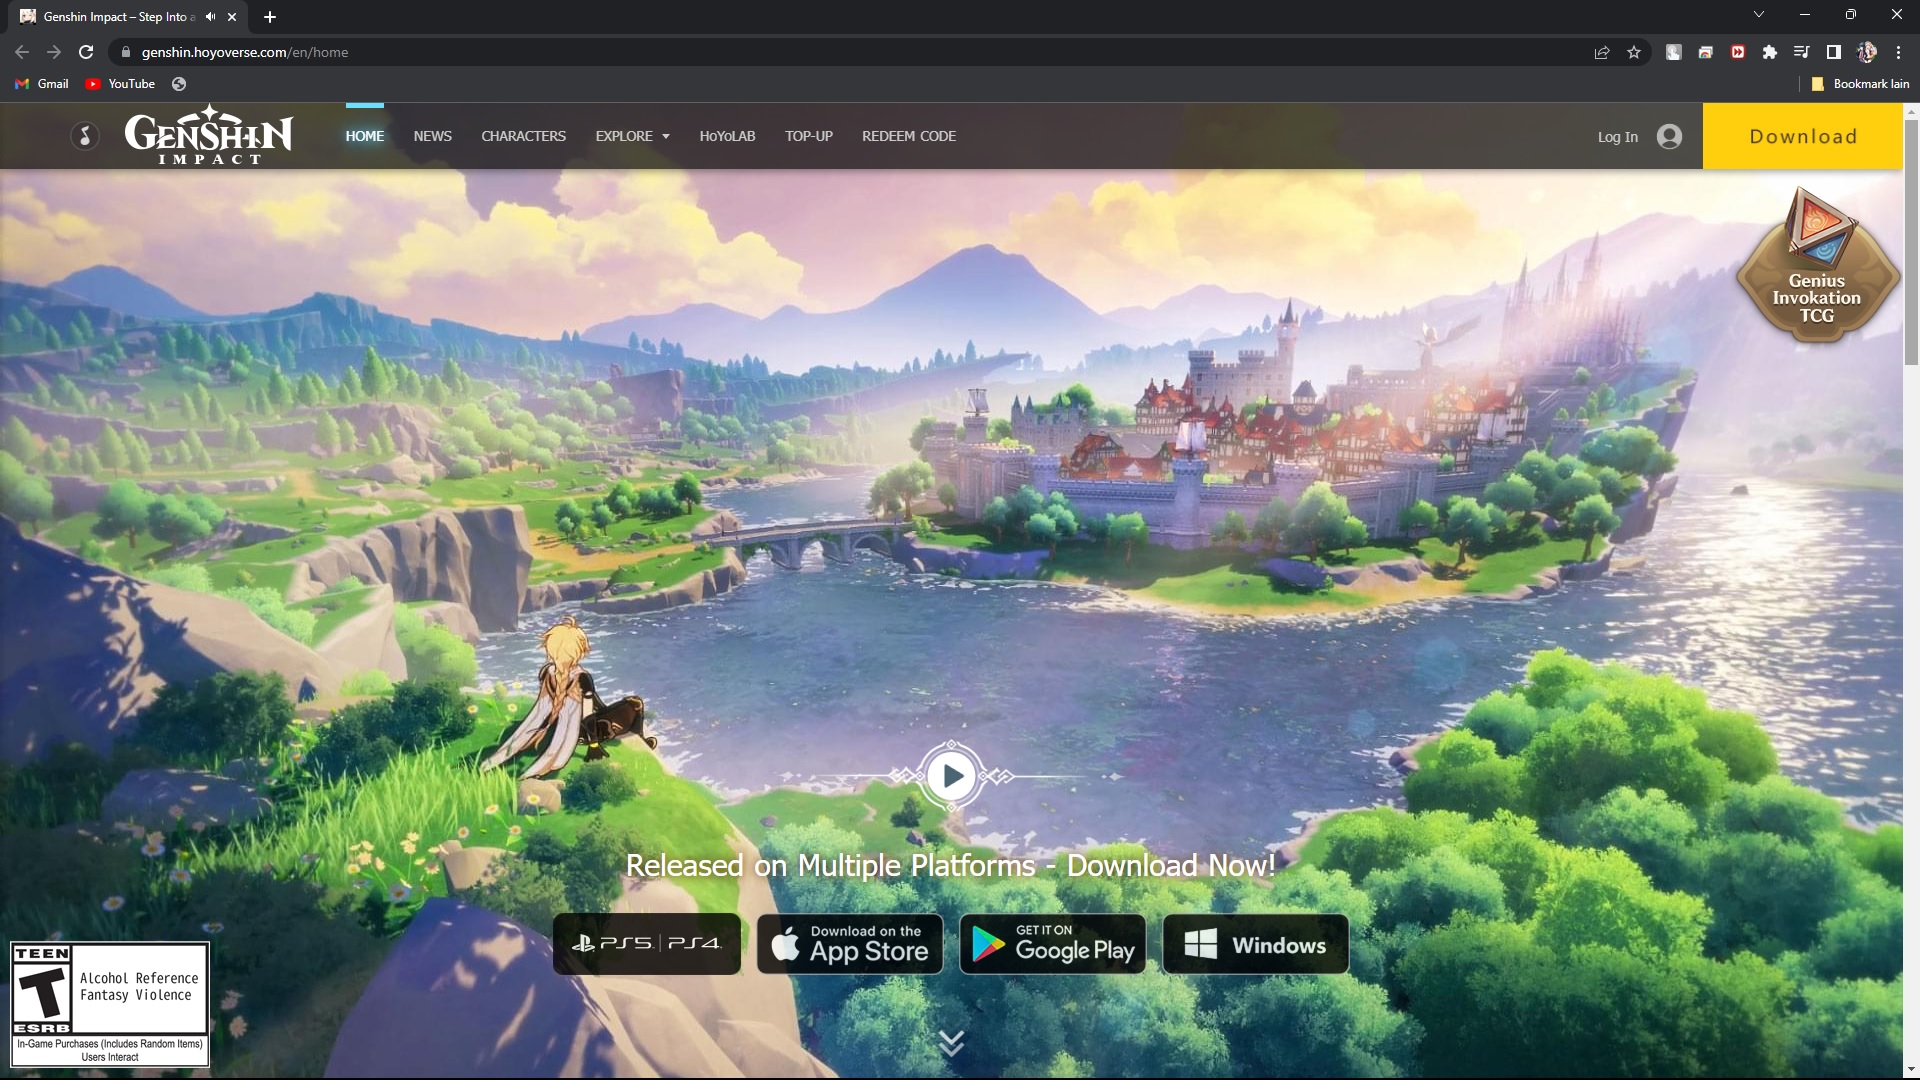 Genshin Impact – Step Into a
genshin.hoyoverse.com/en/home
Gmail
YouTube
Bookmark lain
GENSHIN
IMPACT
HOME
NEWS
CHARACTERS
EXPLORE
HoYoLAB
TOP-UP
REDEEM CODE
Log In
Download
Genius
Invokation
TCG
Released on Multiple Platforms - Download Now!
PS5 | PS4
Download on the
App Store
GET IT ON
Google Play
Windows
TEEN
T
ESRB
Alcohol Reference
Fantasy Violence
In-Game Purchases (Includes Random Items)
Users Interact